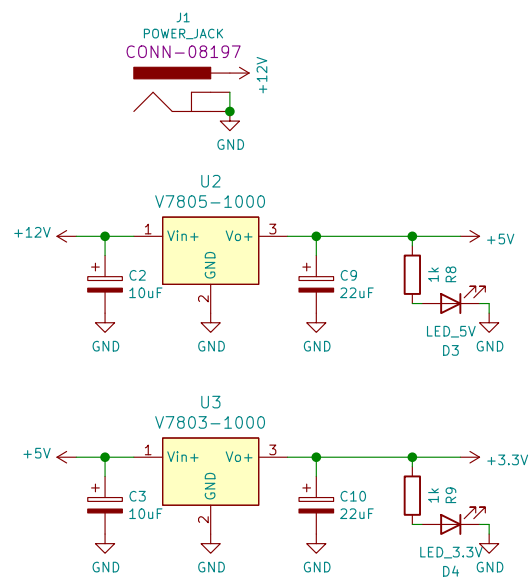 J1
POWER_JACK
CONN-08197
+12V
GND
U2
V7805-1000
+12V
1
Vin+
Vo+
3
+5V
GND
2
+
C2
10uF
GND
GND
+
C9
22uF
GND
1k
R8
LED_5V
D3
GND
U3
V7803-1000
+5V
1
Vin+
Vo+
3
+3.3V
GND
2
+
C3
10uF
GND
GND
+
C10
22uF
GND
1k
R9
LED_3.3V
D4
GND